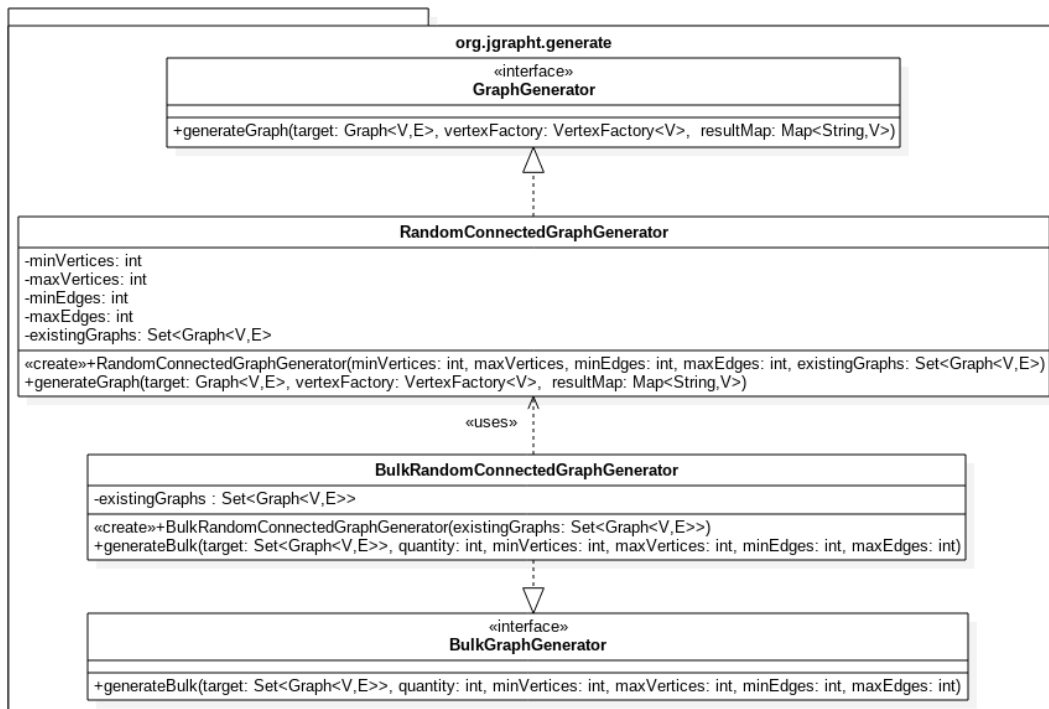 org.jgrapht.generate
«interface»
GraphGenerator
+generateGraph(target: Graph<V,E>, vertexFactory: VertexFactory<V>,  resultMap: Map<String,V>)
RandomConnectedGraphGenerator
-minVertices: int
-maxVertices: int
-minEdges: int
-maxEdges: int
-existingGraphs: Set<Graph<V,E>
«create»+RandomConnectedGraphGenerator(minVertices: int, maxVertices, minEdges: int, maxEdges: int, existingGraphs: Set<Graph<V,E>)
+generateGraph(target: Graph<V,E>, vertexFactory: VertexFactory<V>,  resultMap: Map<String,V>)
«uses»
BulkRandomConnectedGraphGenerator
-existingGraphs : Set<Graph<V,E>>
«create»+BulkRandomConnectedGraphGenerator(existingGraphs: Set<Graph<V,E>>)
+generateBulk(target: Set<Graph<V,E>>, quantity: int, minVertices: int, maxVertices: int, minEdges: int, maxEdges: int)
«interface»
BulkGraphGenerator
+generateBulk(target: Set<Graph<V,E>>, quantity: int, minVertices: int, maxVertices: int, minEdges: int, maxEdges: int)